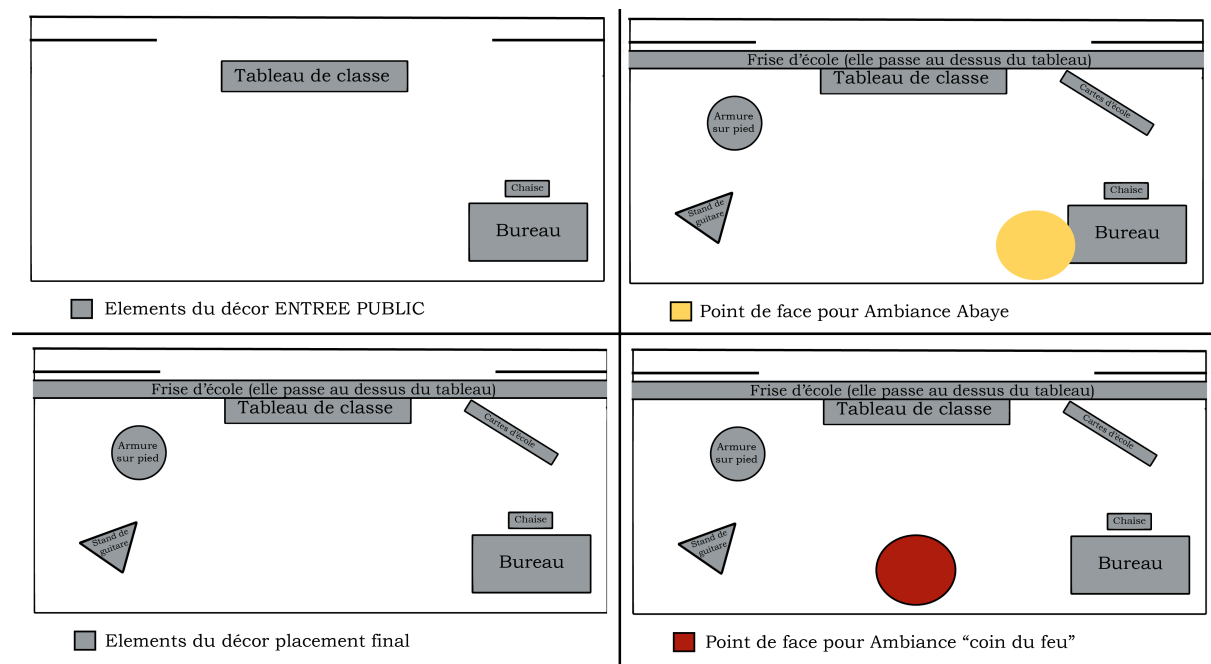 Tableau de classe
Chaise
Bureau
Elements du décor ENTREE PUBLIC
Frise d'école (elle passe au dessus du tableau)
Tableau de classe
Cartes d'école
Armure
sur pied
Chaise
Stand de
guitare
Bureau
Point de face pour Ambiance Abaye
Frise d'école (elle passe au dessus du tableau)
Tableau de classe
Cartes d'école
Armure
sur pied
Chaise
Stand de
guitare
Bureau
Elements du décor placement final
Frise d'école (elle passe au dessus du tableau)
Tableau de classe
Cartes d'école
Armure
sur pied
Chaise
Stand de
guitare
Bureau
Point de face pour Ambiance “coin du feu”